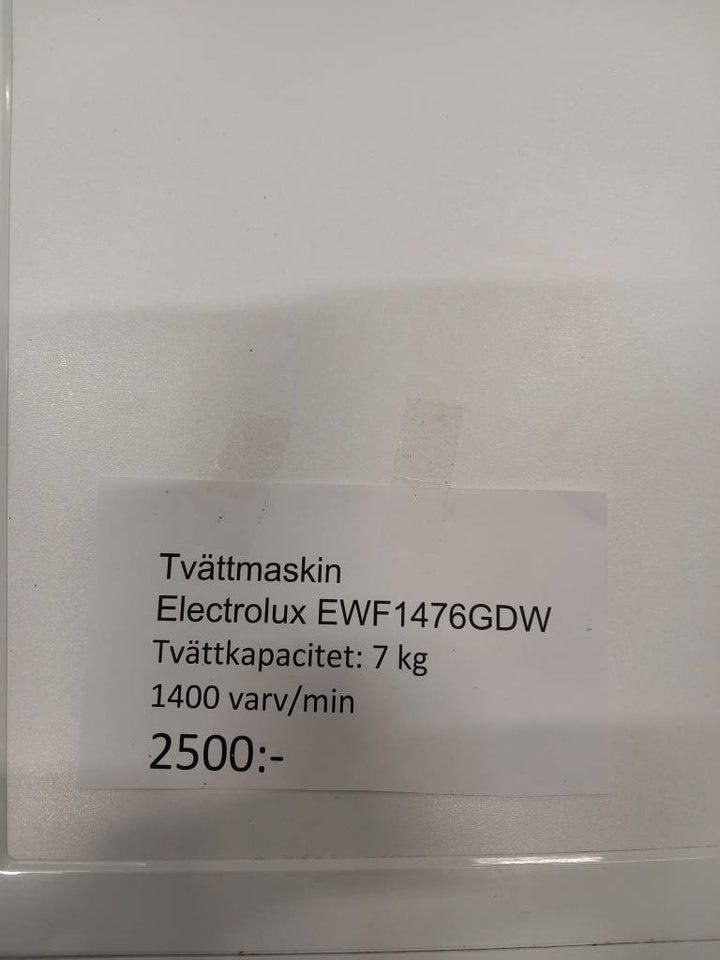 Tvättmaskin
Electrolux EWF1476GDW
Tvättkapacitet: 7 kg
1400 varv/min
2500:-